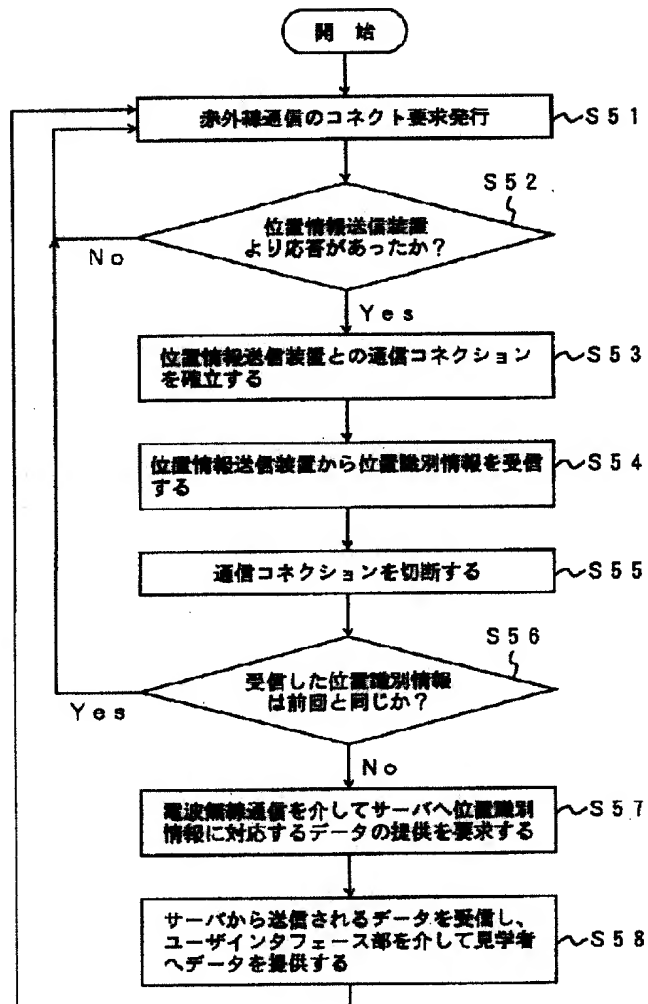 開 始
赤外線通信のコネクト要求発行
S51
S52
位置情報送信装置
より応答があったか？
No
Yes
位置情報送信装置との通信コネクション
を確立する
S53
位置情報送信装置から位置識別情報を受信
する
S54
通信コネクションを切断する
S55
S56
受信した位置識別情報
は前回と同じか？
Yes
No
電波無線通信を介してサーバへ位置識別
情報に対応するデータの提供を要求する
S57
サーバから送信されるデータを受信し、
ユーザインタフェース部を介して見学者
へデータを提供する
S58